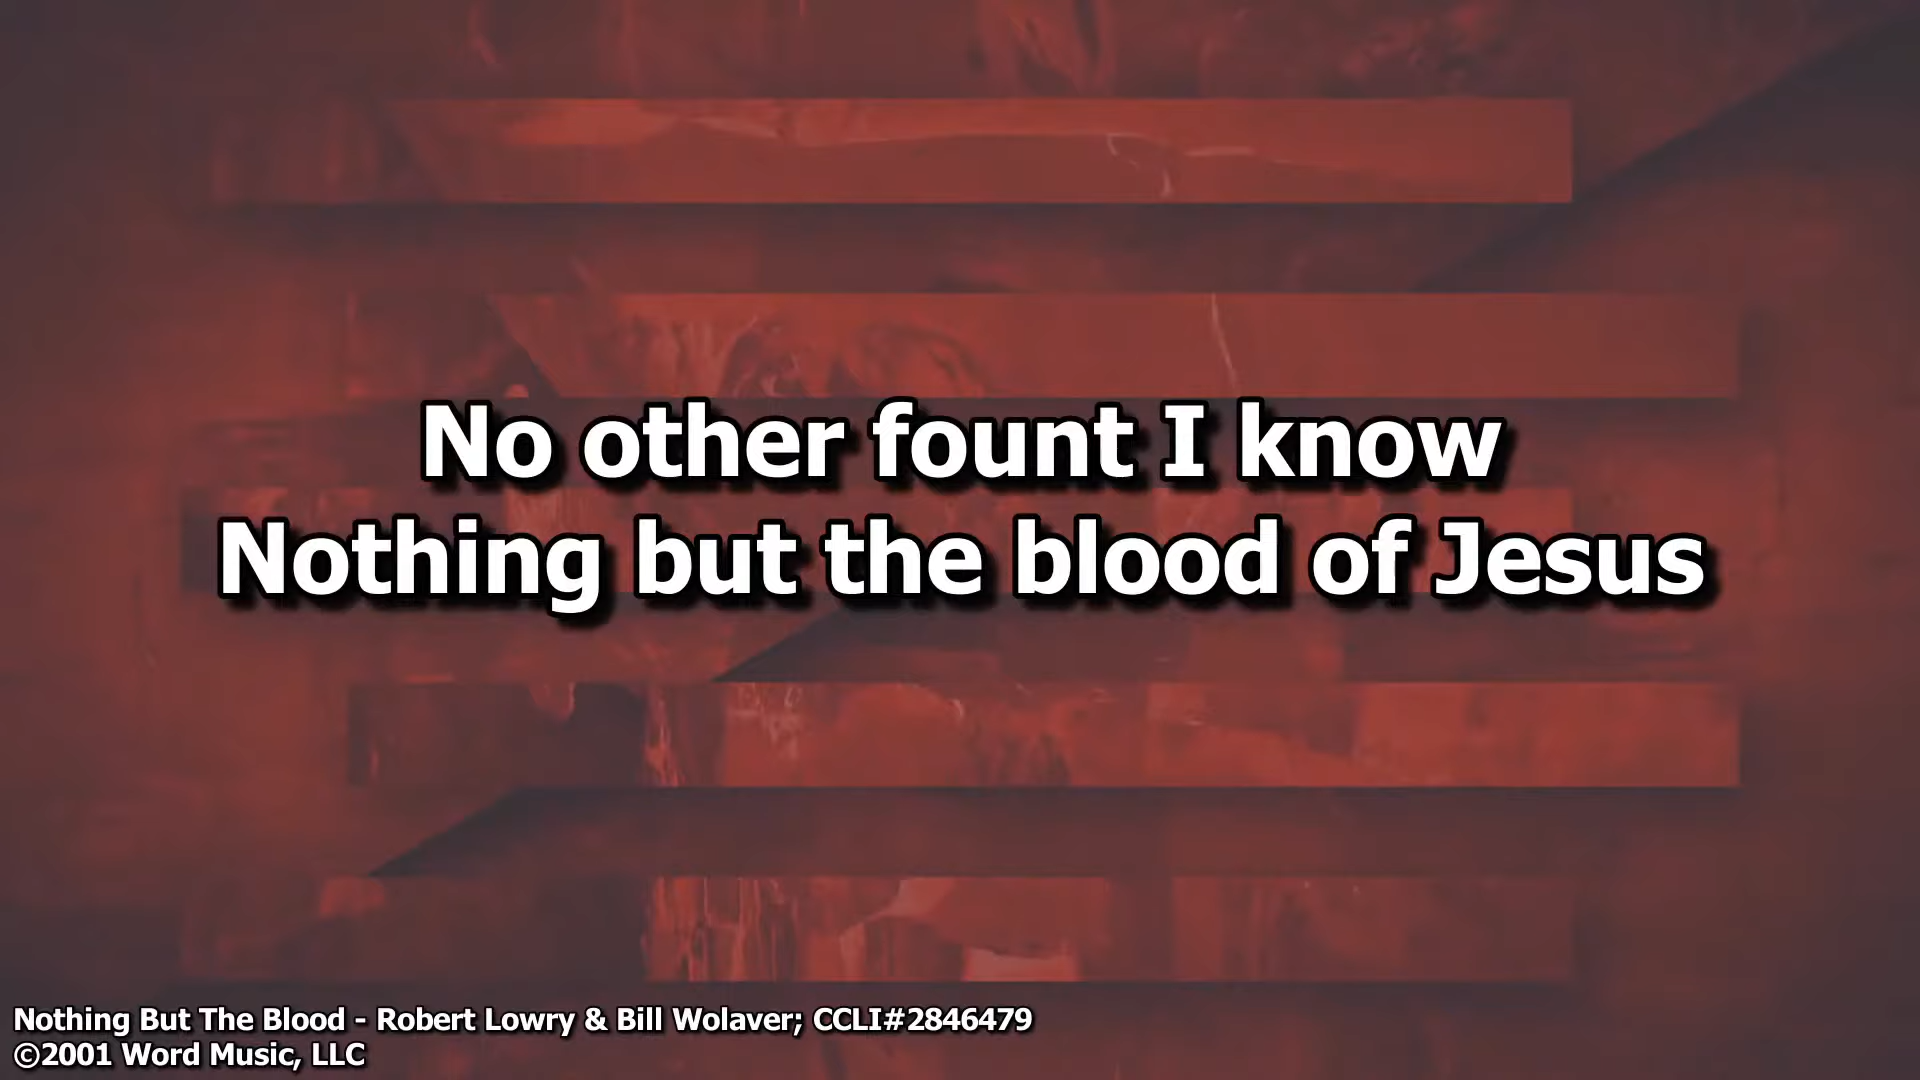 No other fount I know
Nothing but the blood of Jesus
Nothing But The Blood - Robert Lowry & Bill Wolaver; CCLI#2846479
©2001 Word Music, LLC